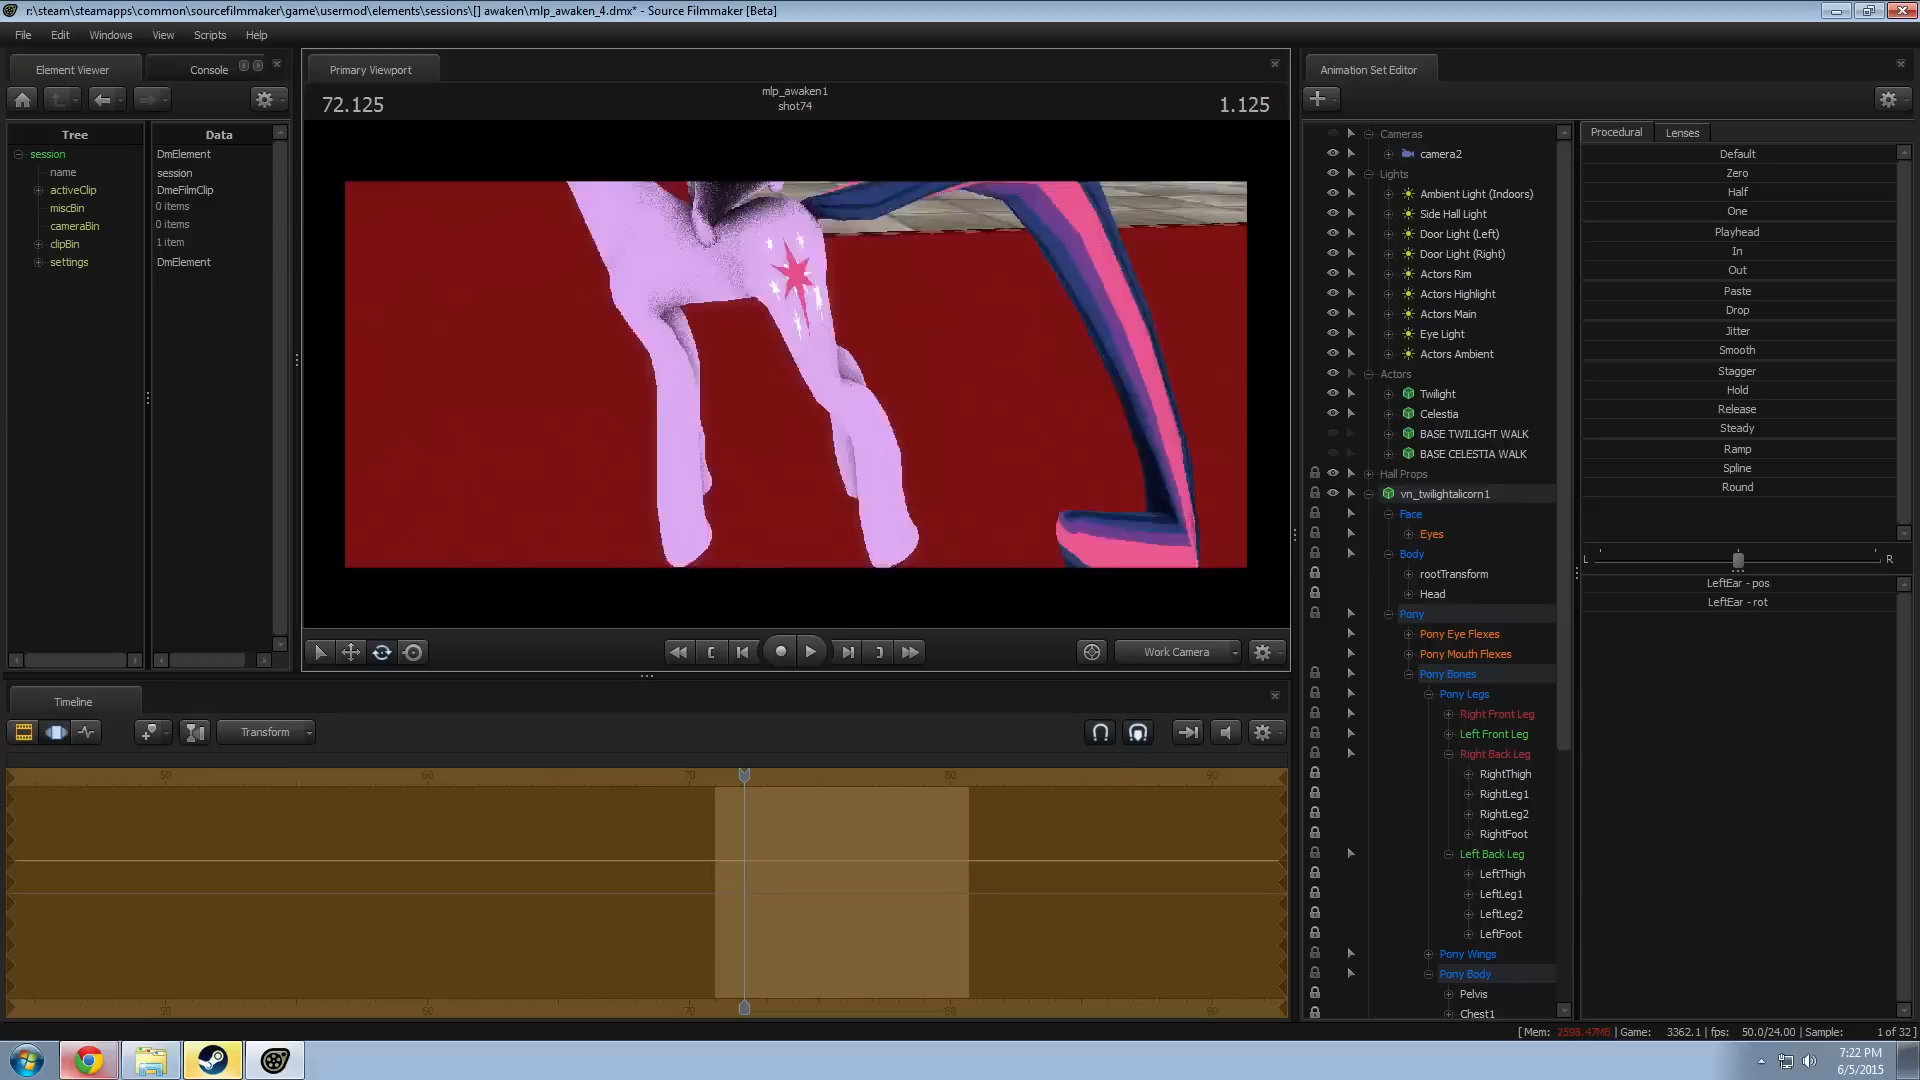 r:\steam\steamapps\common\sourcefilmmaker\game\usermod\elements\sessions\[] awaken\mlp_awaken_4.dmx* - Source Filmmaker [Beta]
File Edit Windows View Scripts Help
Element Viewer Console
Tree Data
session DmElement
name session
activeClip DmeFilmClip
miscBin 0 items
cameraBin 0 items
clipBin 1 item
settings DmElement
Primary Viewport
72.125 mlp_awaken1 1.125
shot74
Work Camera
Timeline
Transform
50 60 70 80 90
50 60 70 80 90
Animation Set Editor
Cameras
camera2
Lights
Ambient Light (Indoors)
Side Hall Light
Door Light (Left)
Door Light (Right)
Actors Rim
Actors Highlight
Actors Main
Eye Light
Actors Ambient
Actors
Twilight
Celestia
BASE TWILIGHT WALK
BASE CELESTIA WALK
Hall Props
vn_twilightalicorn1
Face
Eyes
Body
rootTransform
Head
Pony
Pony Eye Flexes
Pony Mouth Flexes
Pony Bones
Pony Legs
Right Front Leg
Left Front Leg
Right Back Leg
RightThigh
RightLeg1
RightLeg2
RightFoot
Left Back Leg
LeftThigh
LeftLeg1
LeftLeg2
LeftFoot
Pony Wings
Pony Body
Pelvis
Chest1
Procedural Lenses
Default
Zero
Half
One
Playhead
In
Out
Paste
Drop
Jitter
Smooth
Stagger
Hold
Release
Steady
Ramp
Spline
Round
L R
LeftEar - pos
LeftEar - rot
[ Mem: 2598.47MB | Game: 3362.1 | fps: 50.0/24.00 | Sample: 1 of 32 ]
7:22 PM
6/5/2015